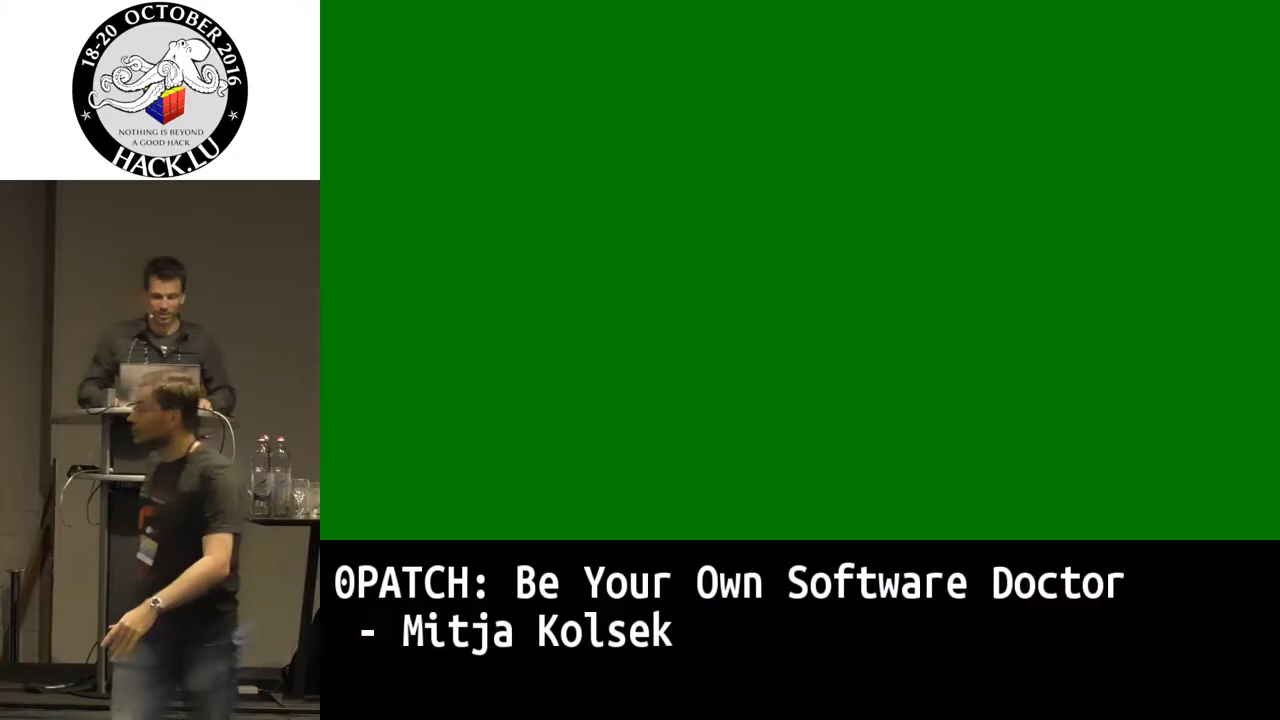 18-20 OCTOBER 2016
NOTHING IS BEYOND
A GOOD HACK
HACK.LU
0PATCH: Be Your Own Software Doctor
- Mitja Kolsek